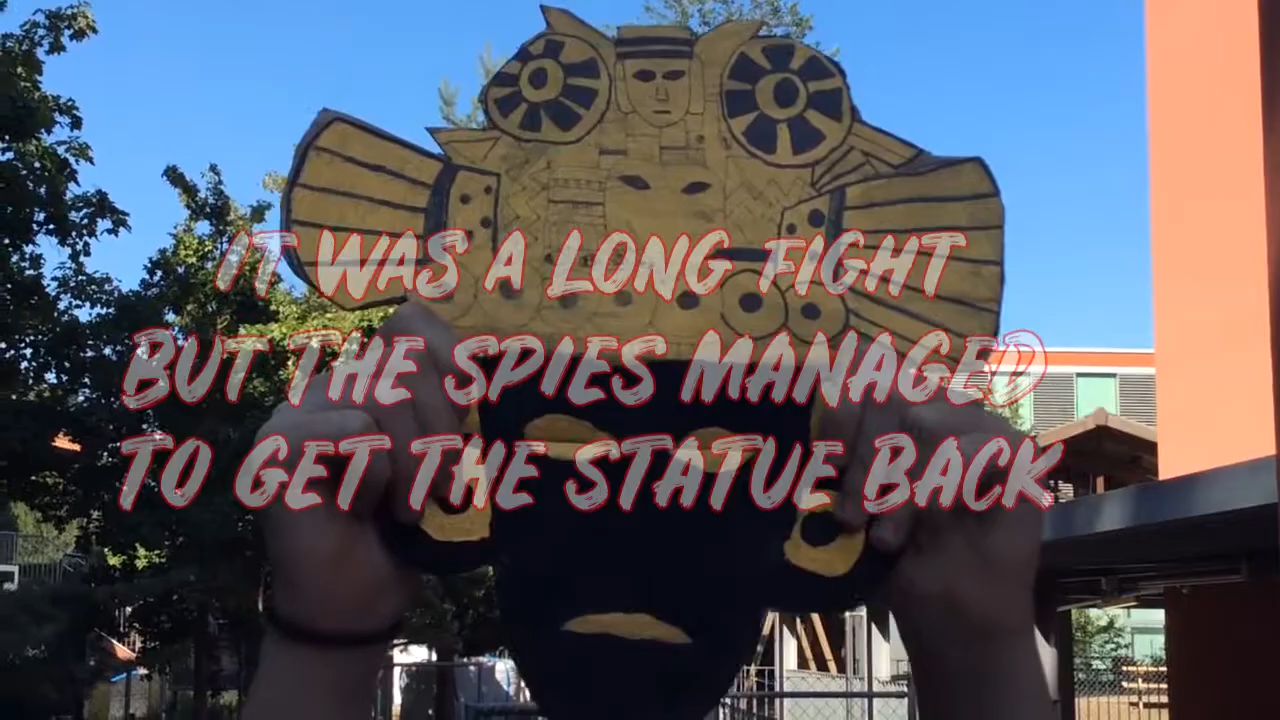 IT WAS A LONG FIGHT
BUT THE SPIES MANAGED
TO GET THE STATUE BACK